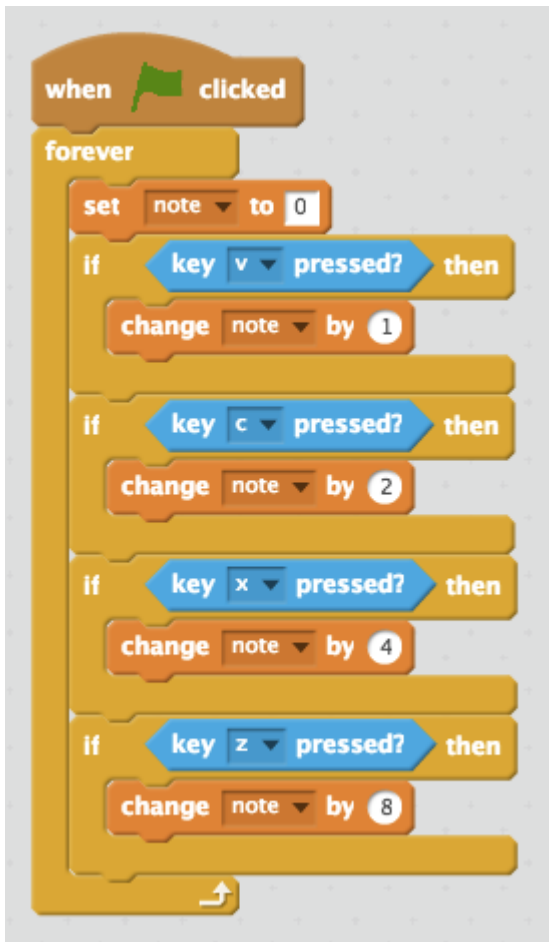 when clicked
forever
set note to 0
if key v pressed? then
change note by 1
if key c pressed? then
change note by 2
if key x pressed? then
change note by 4
if key z pressed? then
change note by 8